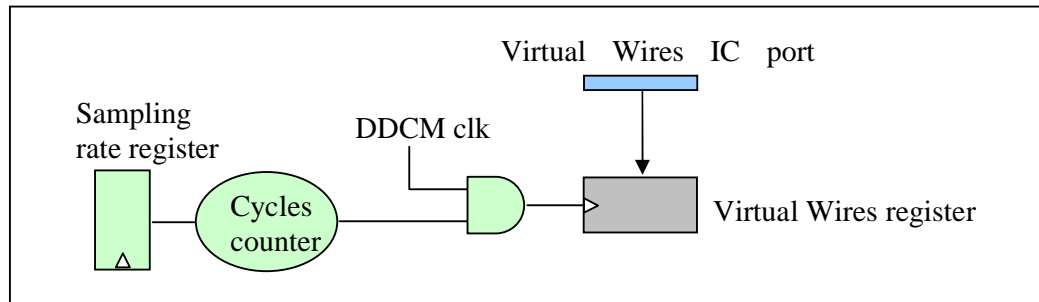 Virtual Wires IC port
Sampling
rate register
DDCM clk
Cycles
counter
Virtual Wires register